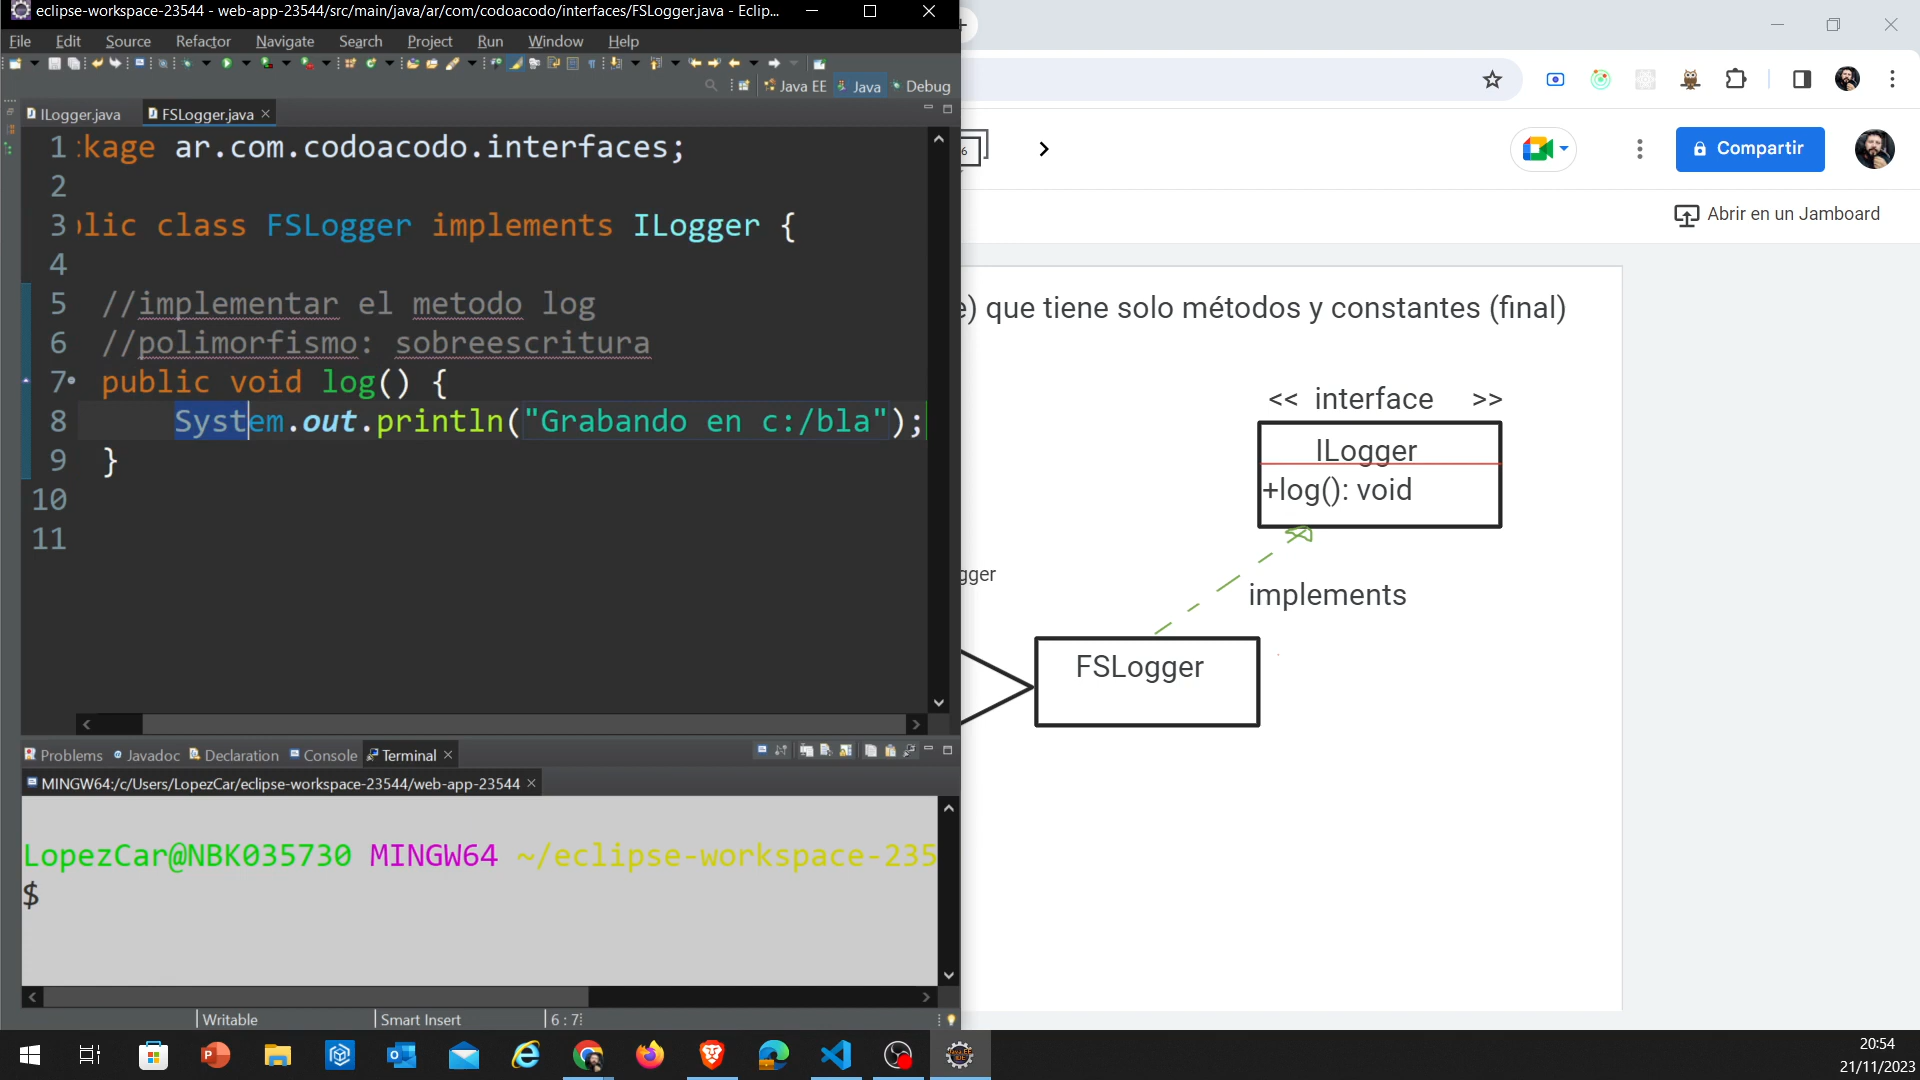 eclipse-workspace-23544 - web-app-23544/src/main/java/ar/com/codoacodo/interfaces/FSLogger.java - Eclip...
File Edit Source Refactor Navigate Search Project Run Window Help
Java EE Java Debug
ILogger.java FSLogger.java
1 kage ar.com.codoacodo.interfaces;
2
3 lic class FSLogger implements ILogger {
4
5 //implementar el metodo log
6 //polimorfismo: sobreescritura
7 public void log() {
8 System.out.println("Grabando en c:/bla");
9 }
10
11
Problems Javadoc Declaration Console Terminal
MINGW64:/c/Users/LopezCar/eclipse-workspace-23544/web-app-23544
LopezCar@NBK035730 MINGW64 ~/eclipse-workspace-235
$
Writable Smart Insert 6 : 7
6
Compartir
Abrir en un Jamboard
e) que tiene solo métodos y constantes (final)
<< interface >>
ILogger
+log(): void
gger
implements
FSLogger
20:54
21/11/2023